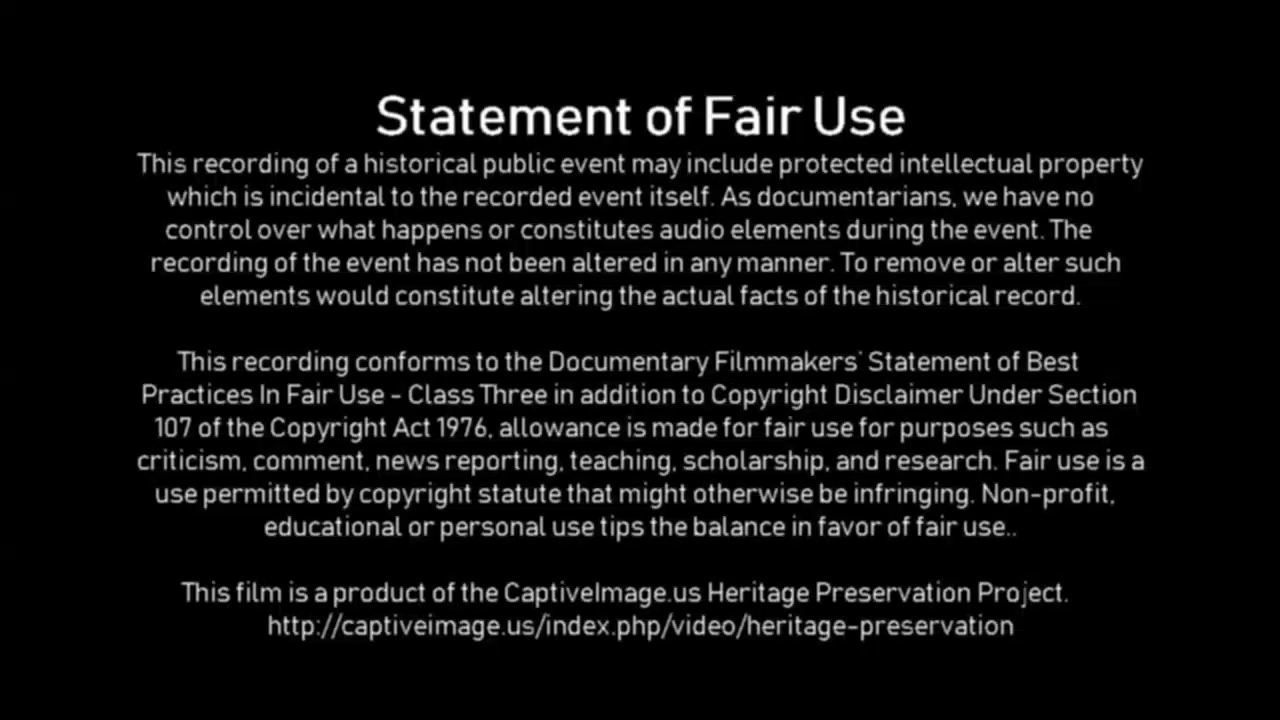 Statement of Fair Use
This recording of a historical public event may include protected intellectual property
which is incidental to the recorded event itself. As documentarians, we have no
control over what happens or constitutes audio elements during the event. The
recording of the event has not been altered in any manner. To remove or alter such
elements would constitute altering the actual facts of the historical record.
This recording conforms to the Documentary Filmmakers' Statement of Best
Practices In Fair Use - Class Three in addition to Copyright Disclaimer Under Section
107 of the Copyright Act 1976, allowance is made for fair use for purposes such as
criticism, comment, news reporting, teaching, scholarship, and research. Fair use is a
use permitted by copyright statute that might otherwise be infringing. Non-profit,
educational or personal use tips the balance in favor of fair use..
This film is a product of the CaptiveImage.us Heritage Preservation Project.
http://captiveimage.us/index.php/video/heritage-preservation